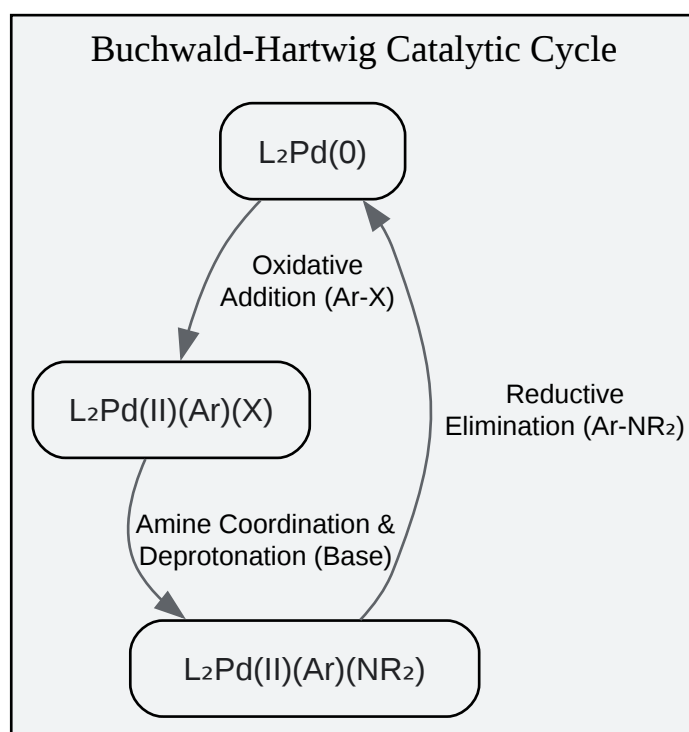 Buchwald-Hartwig Catalytic Cycle
L₂Pd(0)
Oxidative
Addition (Ar-X)
L₂Pd(II)(Ar)(X)
Reductive
Elimination (Ar-NR₂)
Amine Coordination &
Deprotonation (Base)
L₂Pd(II)(Ar)(NR₂)